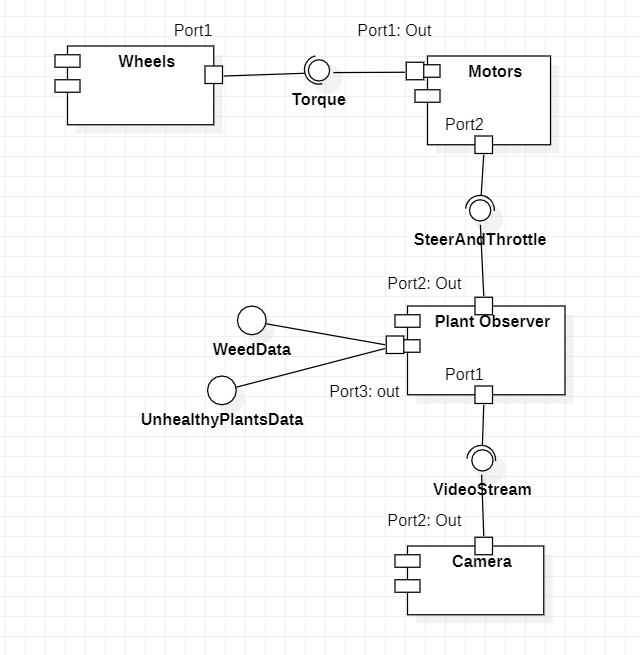 Port1
Port1: Out
Wheels
Motors
Torque
Port2
SteerAndThrottle
Port2: Out
Plant Observer
WeedData
Port1
Port3: out
UnhealthyPlantsData
VideoStream
Port2: Out
Camera